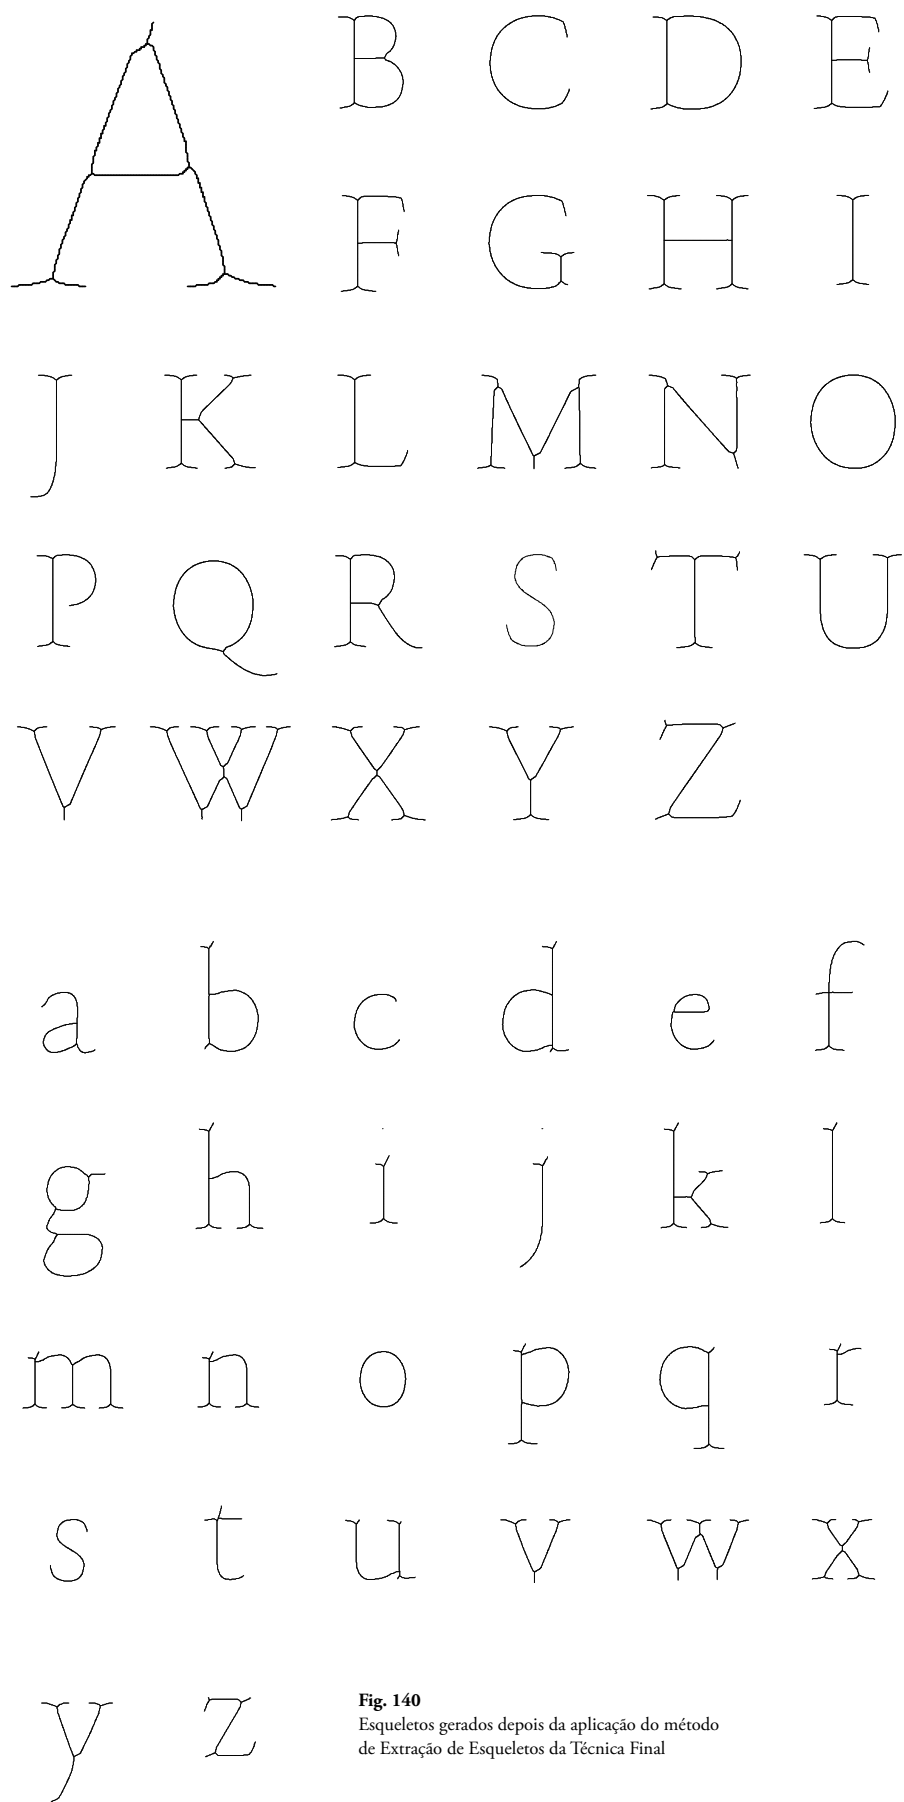 A B C D E
F G H I
J K L M N O
P Q R S T U
V W X Y Z
a b c d e f
g h i j k l
m n o p q r
s t u v w x
y z
Fig. 140
Esqueletos gerados depois da aplicação do método
de Extração de Esqueletos da Técnica Final